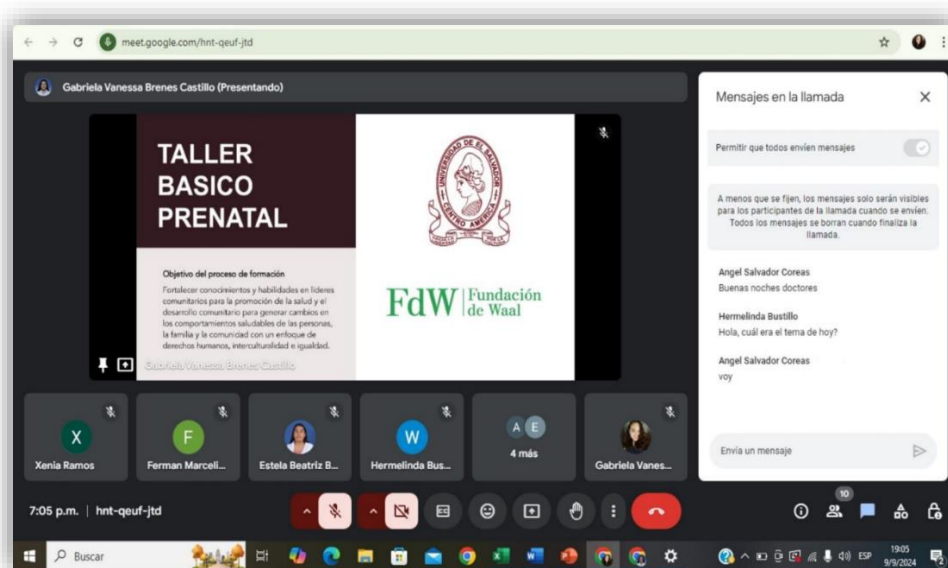 meet.google.com/hnt-qeuf-jtd
Gabriela Vanessa Brenes Castillo (Presentando)
TALLER
BASICO
PRENATAL
Objetivo del proceso de formación
Fortalecer conocimientos y habilidades en líderes
comunitarios para la promoción de la salud y el
desarrollo comunitario para generar cambios en
los comportamientos saludables de las personas,
la familia y la comunidad con un enfoque de
derechos humanos, interculturalidad e igualdad.
Gabriela Vanessa Brenes Castillo
UNIVERSIDAD DE EL SALVADOR
CENTRO AMERICA
FdW Fundación
de Waal
X
Xenia Ramos
F
Ferman Marceli...
Estela Beatriz B...
W
Hermelinda Bus...
A E
4 más
Gabriela Vanes...
Mensajes en la llamada
Permitir que todos envíen mensajes
A menos que se fijen, los mensajes solo serán visibles
para los participantes de la llamada cuando se envíen.
Todos los mensajes se borran cuando finaliza la
llamada.
Angel Salvador Coreas
Buenas noches doctores
Hermelinda Bustillo
Hola, cuál era el tema de hoy?
Angel Salvador Coreas
voy
Envía un mensaje
7:05 p.m. | hnt-qeuf-jtd
10
Buscar
ESP
19:05
9/9/2024